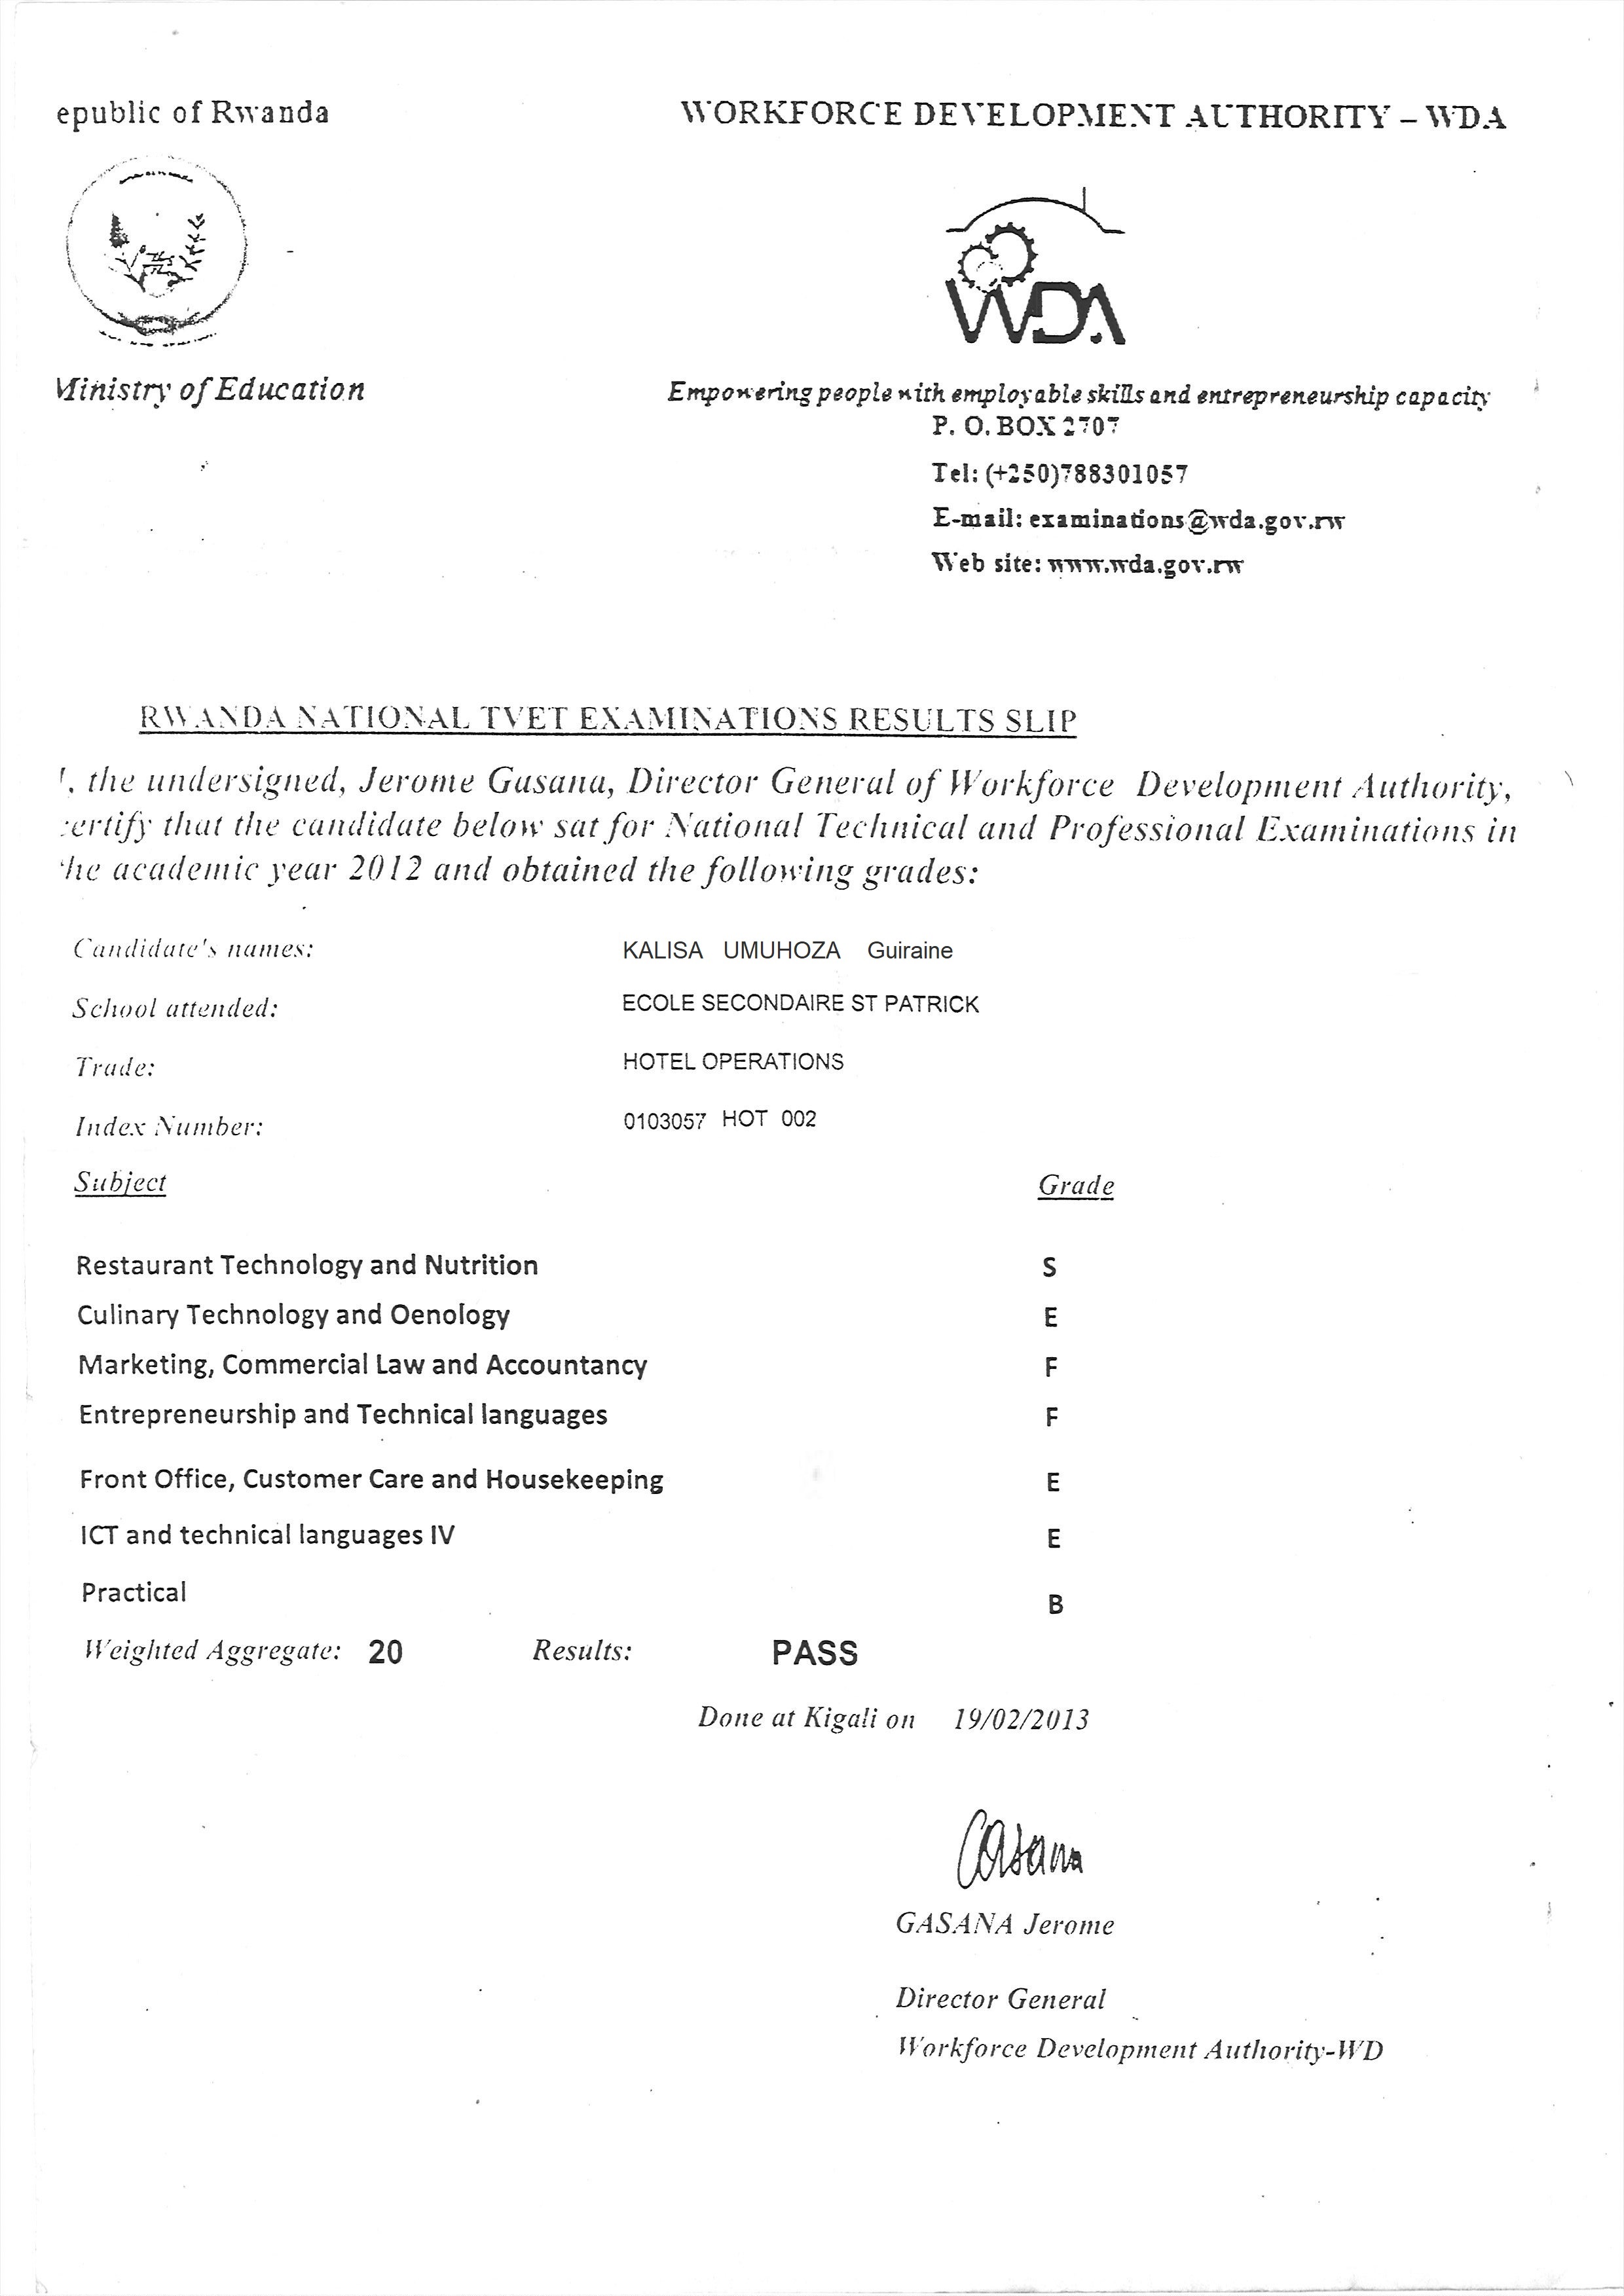 epublic of Rwanda
WORKFORCE DEVELOPMENT AUTHORITY – WDA
WDA
Ministry of Education
Empowering people with employable skills and entrepreneurship capacity
P. O. BOX 2707
Tel: (+250)788301057
E-mail: examinations@wda.gov.rw
Web site: www.wda.gov.rw
RWANDA NATIONAL TVET EXAMINATIONS RESULTS SLIP
I, the undersigned, Jerome Gasana, Director General of Workforce Development Authority,
certify that the candidate below sat for National Technical and Professional Examinations in
the academic year 2012 and obtained the following grades:
Candidate's names: KALISA UMUHOZA Guiraine
School attended: ECOLE SECONDAIRE ST PATRICK
Trade: HOTEL OPERATIONS
Index Number: 0103057 HOT 002
Subject Grade
Restaurant Technology and Nutrition S
Culinary Technology and Oenology E
Marketing, Commercial Law and Accountancy F
Entrepreneurship and Technical languages F
Front Office, Customer Care and Housekeeping E
ICT and technical languages IV E
Practical B
Weighted Aggregate: 20 Results: PASS
Done at Kigali on 19/02/2013
Gasana
GASANA Jerome
Director General
Workforce Development Authority-WD